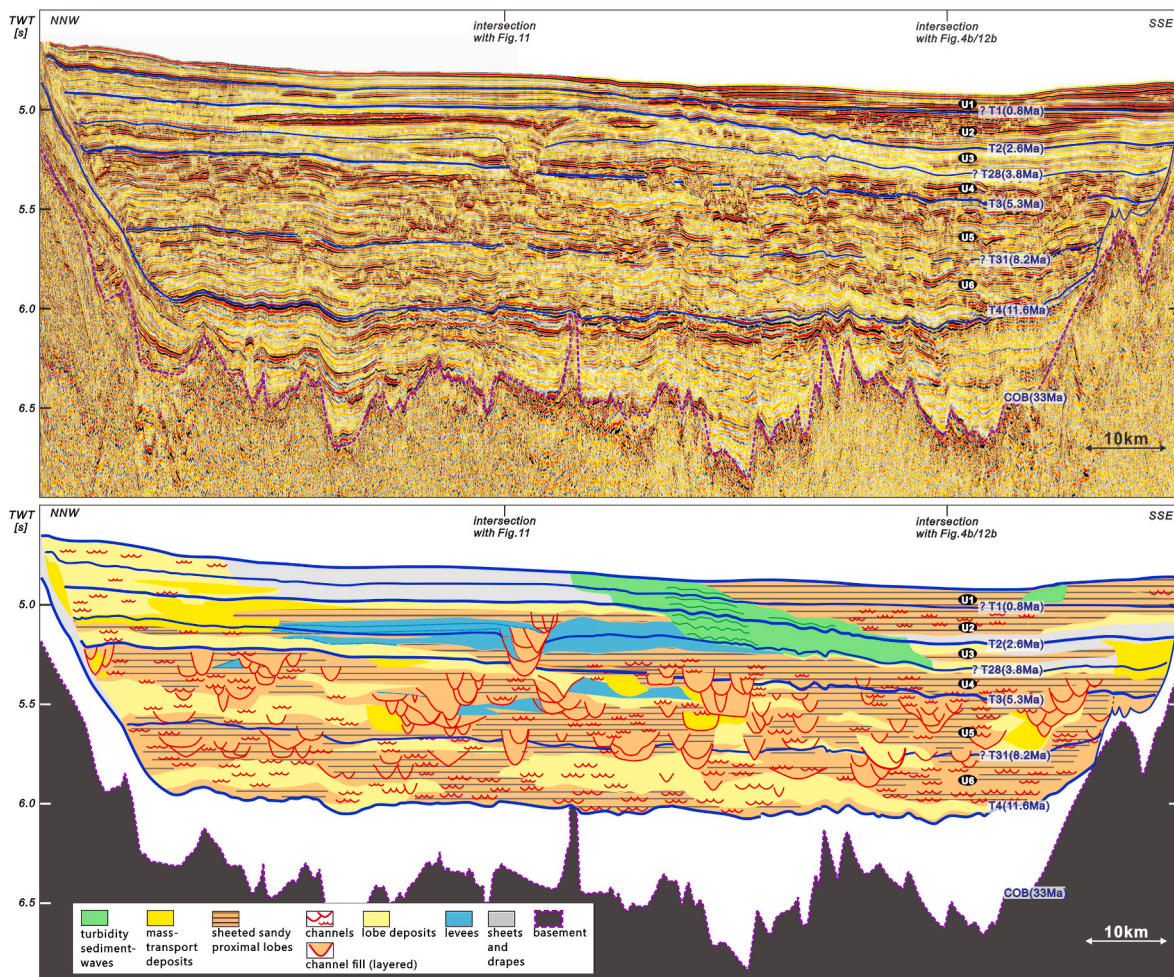 TWT NNW
[s]
intersection
with Fig.11
intersection
with Fig.4b/12b
SSE
5.0
5.5
6.0
6.5
U1
? T1(0.8Ma)
U2
T2(2.6Ma)
U3
? T28(3.8Ma)
U4
T3(5.3Ma)
U5
? T31(8.2Ma)
U6
T4(11.6Ma)
COB(33Ma)
10km
TWT NNW
[s]
intersection
with Fig.11
intersection
with Fig.4b/12b
SSE
5.0
5.5
6.0
6.5
U1
? T1(0.8Ma)
U2
T2(2.6Ma)
U3
? T28(3.8Ma)
U4
T3(5.3Ma)
U5
? T31(8.2Ma)
U6
T4(11.6Ma)
COB(33Ma)
10km
turbidity
sediment-
waves
mass-
transport
deposits
sheeted sandy
proximal lobes
channels
channel fill (layered)
lobe deposits
levees
sheets
and
drapes
basement